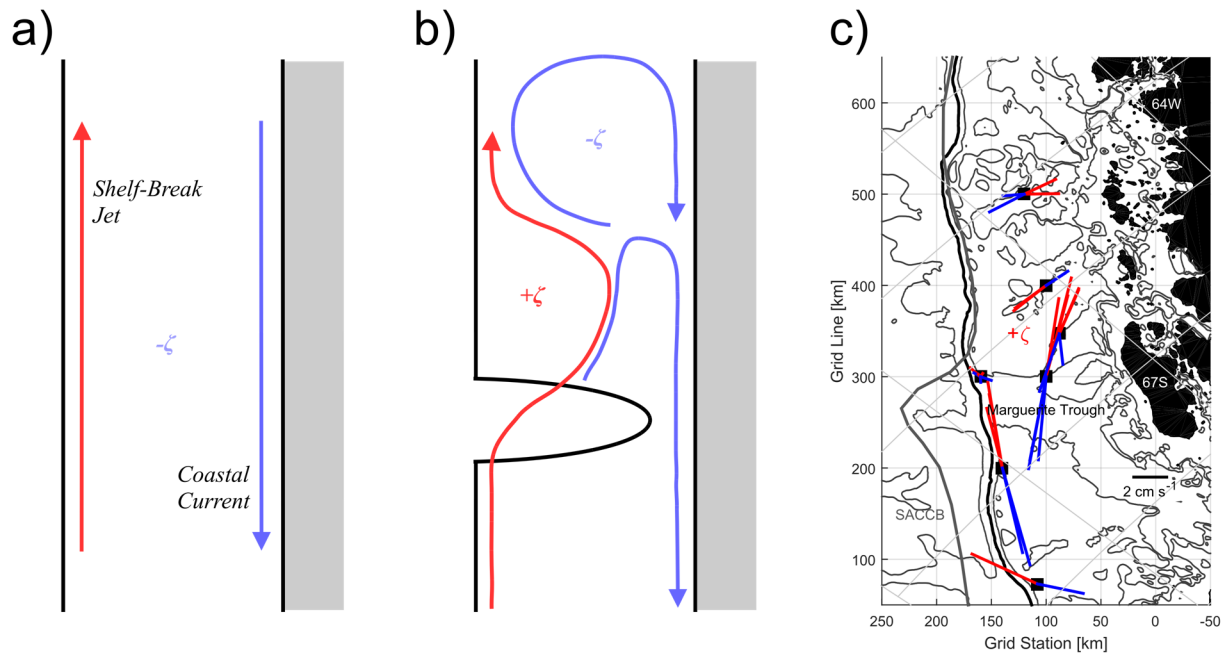 a)
Shelf-Break
Jet
-ζ
Coastal
Current
b)
-ζ
+ζ
c)
Grid Line [km]
600
500
400
300
200
100
64W
+ζ
67S
Marguerite Trough
2 cm s⁻¹
SACCB
250 200 150 100 50 0 -50
Grid Station [km]